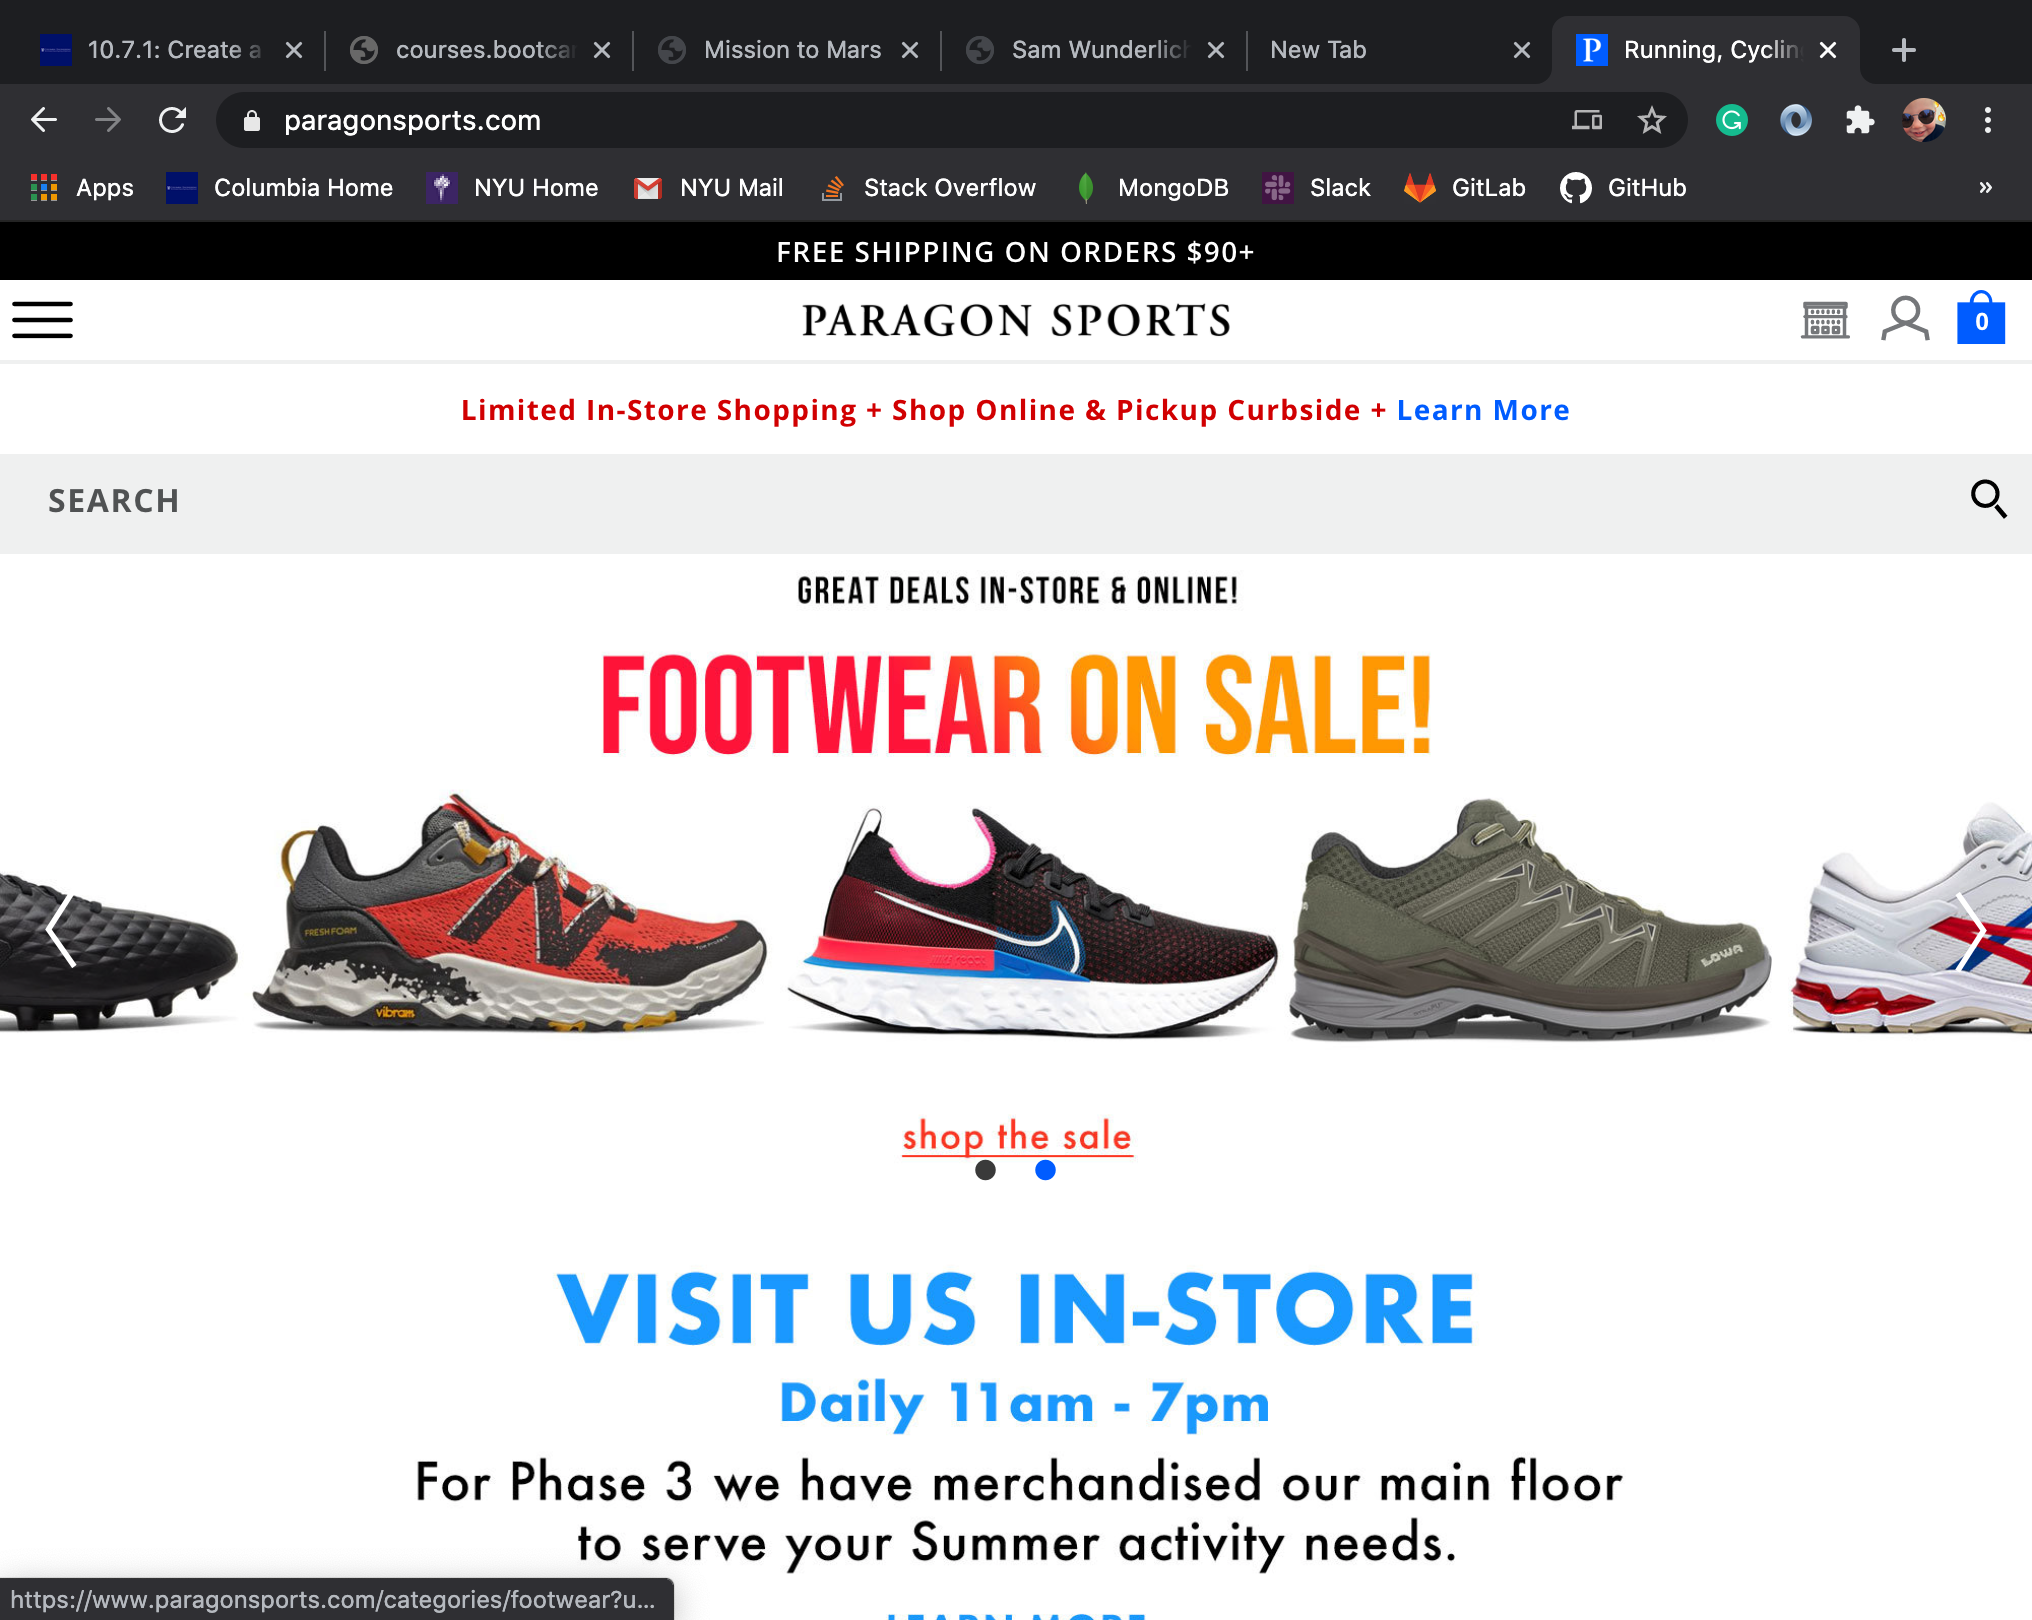 10.7.1: Create a
courses.bootcar
Mission to Mars
Sam Wunderlich
New Tab
Running, Cyclin
paragonsports.com
Apps
Columbia Home
NYU Home
NYU Mail
Stack Overflow
MongoDB
Slack
GitLab
GitHub
»
FREE SHIPPING ON ORDERS $90+
PARAGON SPORTS
0
Limited In-Store Shopping + Shop Online & Pickup Curbside + Learn More
SEARCH
GREAT DEALS IN-STORE & ONLINE!
FOOTWEAR ON SALE!
FRESH FOAM
vibram
LOWA
shop the sale
VISIT US IN-STORE
Daily 11am - 7pm
For Phase 3 we have merchandised our main floor
to serve your Summer activity needs.
https://www.paragonsports.com/categories/footwear?u...
LEARN MORE